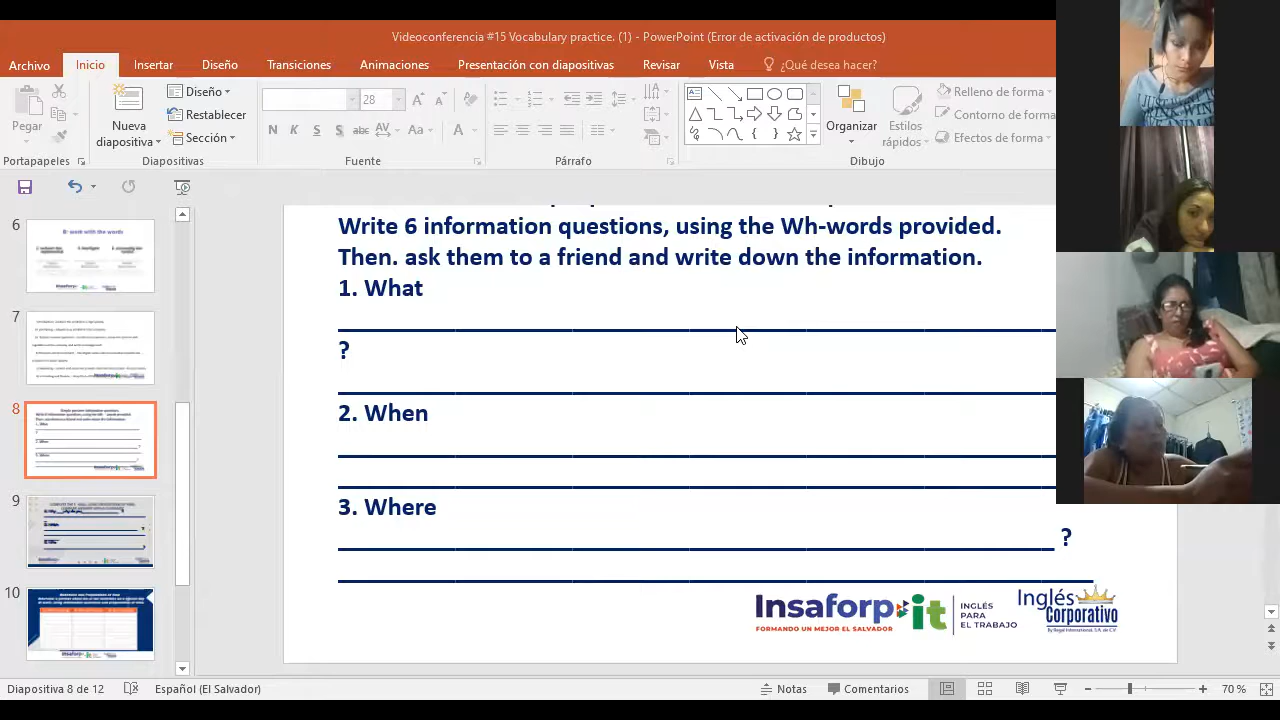 Videoconferencia #15 Vocabulary practice. (1) - PowerPoint (Error de activación de productos)
Archivo Inicio Insertar Diseño Transiciones Animaciones Presentación con diapositivas Revisar Vista ¿Qué desea hacer?
Pegar
Nueva diapositiva
Diseño
Restablecer
Sección
28
N K S S abc AV Aa A
Organizar
Estilos rápidos
Relleno de forma
Contorno de forma
Efectos de forma
Portapapeles Diapositivas Fuente Párrafo Dibujo
6
7
8
9
10
Write 6 information questions, using the Wh-words provided.
Then. ask them to a friend and write down the information.
1. What
?
2. When
3. Where
?
Insaforp it
FORMANDO UN MEJOR EL SALVADOR
INGLÉS
PARA
EL TRABAJO
Inglés
Corporativo
Diapositiva 8 de 12 Español (El Salvador) Notas Comentarios 70 %